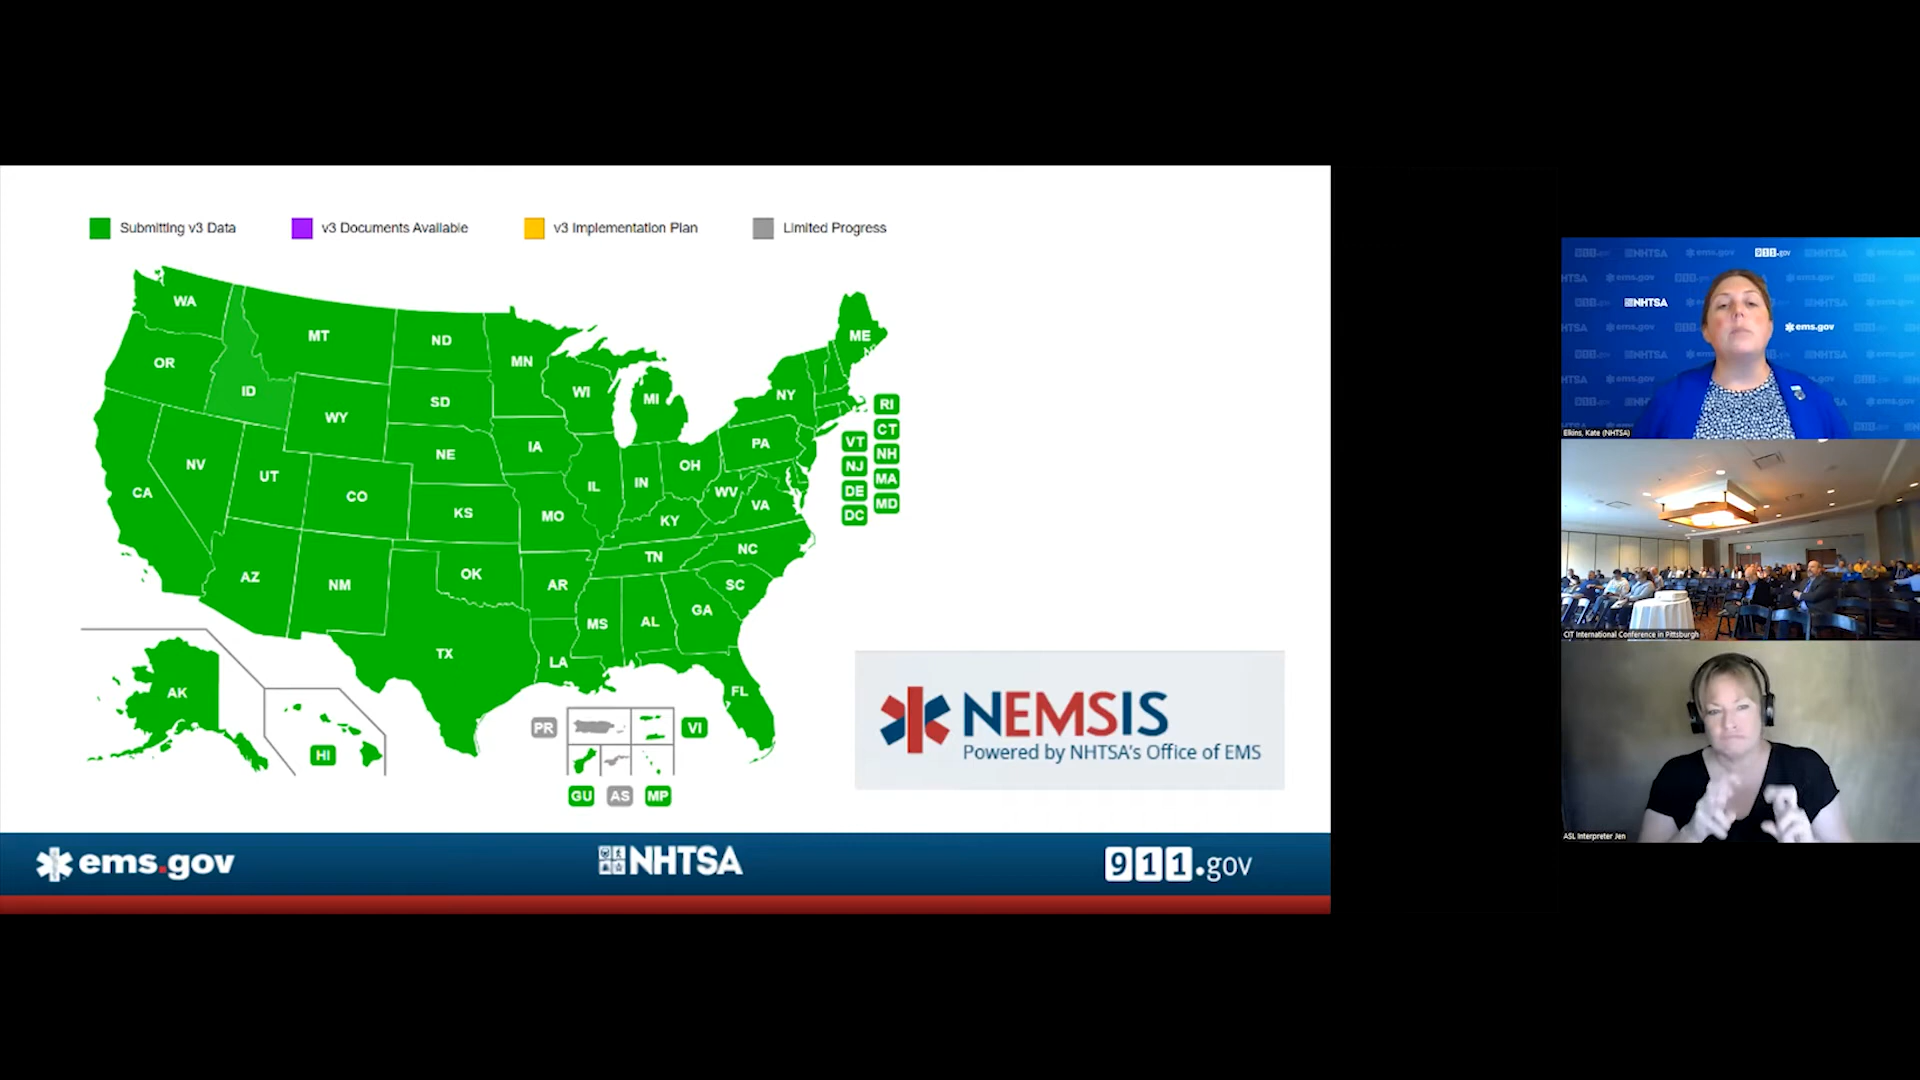 Submitting v3 Data
v3 Documents Available
v3 Implementation Plan
Limited Progress
WA
MT
ND
MN
ME
OR
ID
SD
WI
MI
NY
WY
RI
CT
VT
NH
NJ
MA
DE
MD
DC
IA
NE
PA
NV
UT
CO
CA
IL
IN
OH
WV
VA
KS
MO
KY
AZ
NM
OK
AR
TN
NC
SC
MS
AL
GA
TX
LA
FL
AK
HI
PR
VI
GU
AS
MP
NEMSIS
Powered by NHTSA's Office of EMS
ems.gov
NHTSA
911.gov
911.gov
NHTSA
ems.gov
Elkins, Kate (NHTSA)
CIT International Conference in Pittsburgh
ASL Interpreter Jen